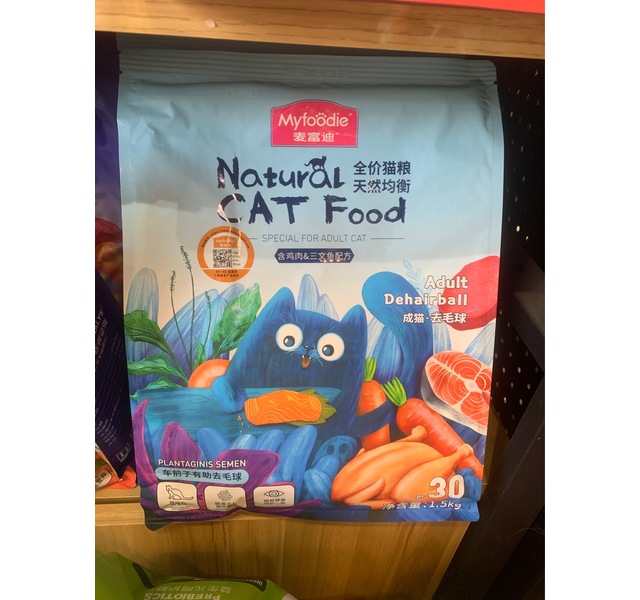 Myfoodie
麦富迪
Natural
CAT Food
全价猫粮
天然均衡
SPECIAL FOR ADULT CAT
含鸡肉&三文鱼配方
Adult
Dehairball
成猫·去毛球
PLANTAGINIS SEMEN
车前子有助去毛球
30
净含量:1.5kg
PREBIOTICS